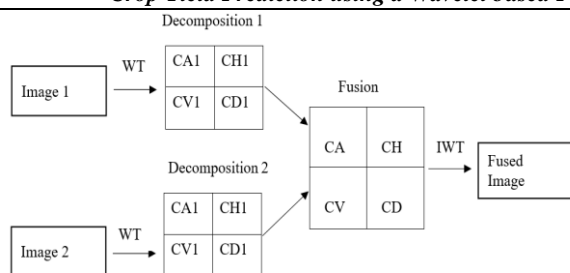 Crop Yield Prediction using a Wavelet based
Decomposition 1
WT
CA1 CH1
Image 1
CV1 CD1
Fusion
CA CH
IWT
Fused
Image
Decomposition 2
CV CD
CA1 CH1
WT
Image 2
CV1 CD1